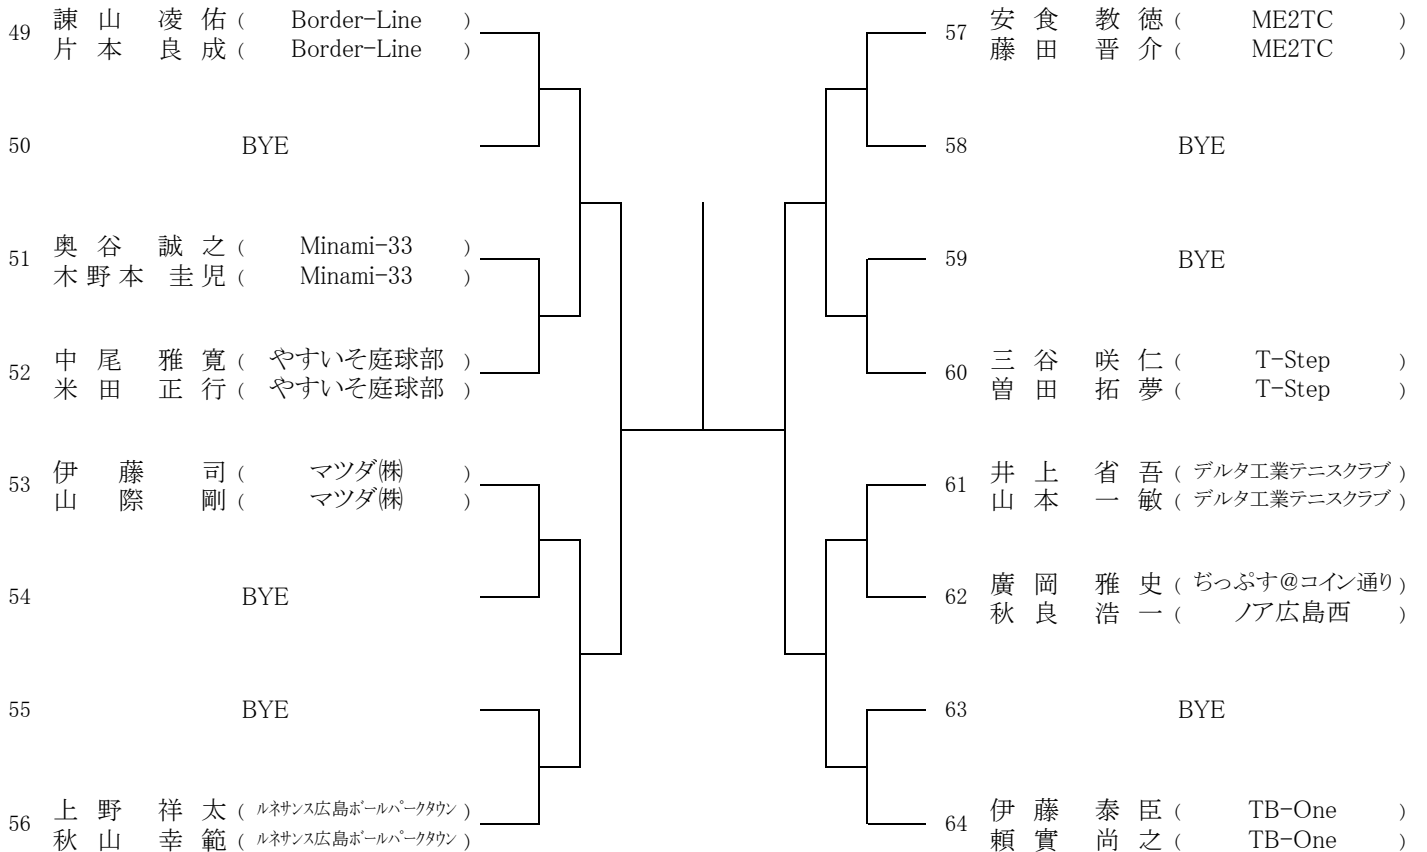 49 諫山 凌佑 ( Border-Line )
片本 良成 ( Border-Line )
50 BYE
51 奥谷 誠之 ( Minami-33 )
木野本 圭児 ( Minami-33 )
52 中尾 雅寛 ( やすいそ庭球部 )
米田 正行 ( やすいそ庭球部 )
53 伊藤 司 ( マツダ㈱ )
山際 剛 ( マツダ㈱ )
54 BYE
55 BYE
56 上野 祥太 ( ルネサンス広島ボールパークタウン )
秋山 幸範 ( ルネサンス広島ボールパークタウン )
57 安食 教徳 ( ME2TC )
藤田 晋介 ( ME2TC )
58 BYE
59 BYE
60 三谷 咲仁 ( T-Step )
曽田 拓夢 ( T-Step )
61 井上 省吾 ( デルタ工業テニスクラブ )
山本 一敏 ( デルタ工業テニスクラブ )
62 廣岡 雅史 ( ぢっぷす@コイン通り )
秋良 浩一 ( ノア広島西 )
63 BYE
64 伊藤 泰臣 ( TB-One )
頼實 尚之 ( TB-One )